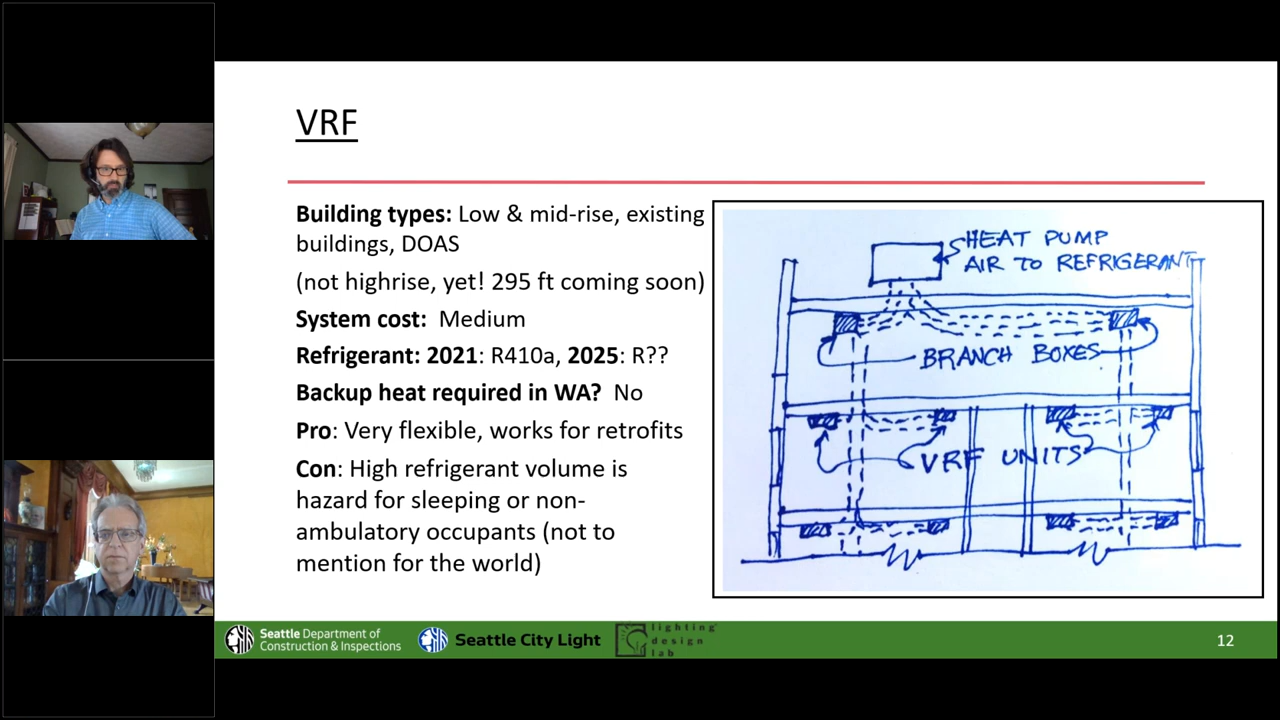 VRF
Building types: Low & mid-rise, existing
buildings, DOAS
(not highrise, yet! 295 ft coming soon)
System cost: Medium
Refrigerant: 2021: R410a, 2025: R??
Backup heat required in WA? No
Pro: Very flexible, works for retrofits
Con: High refrigerant volume is
hazard for sleeping or non-
ambulatory occupants (not to
mention for the world)
HEAT PUMP
AIR TO REFRIGERANT
BRANCH BOXES
VRF UNITS
Seattle Department of
Construction & Inspections
Seattle City Light
lighting
design
lab
12